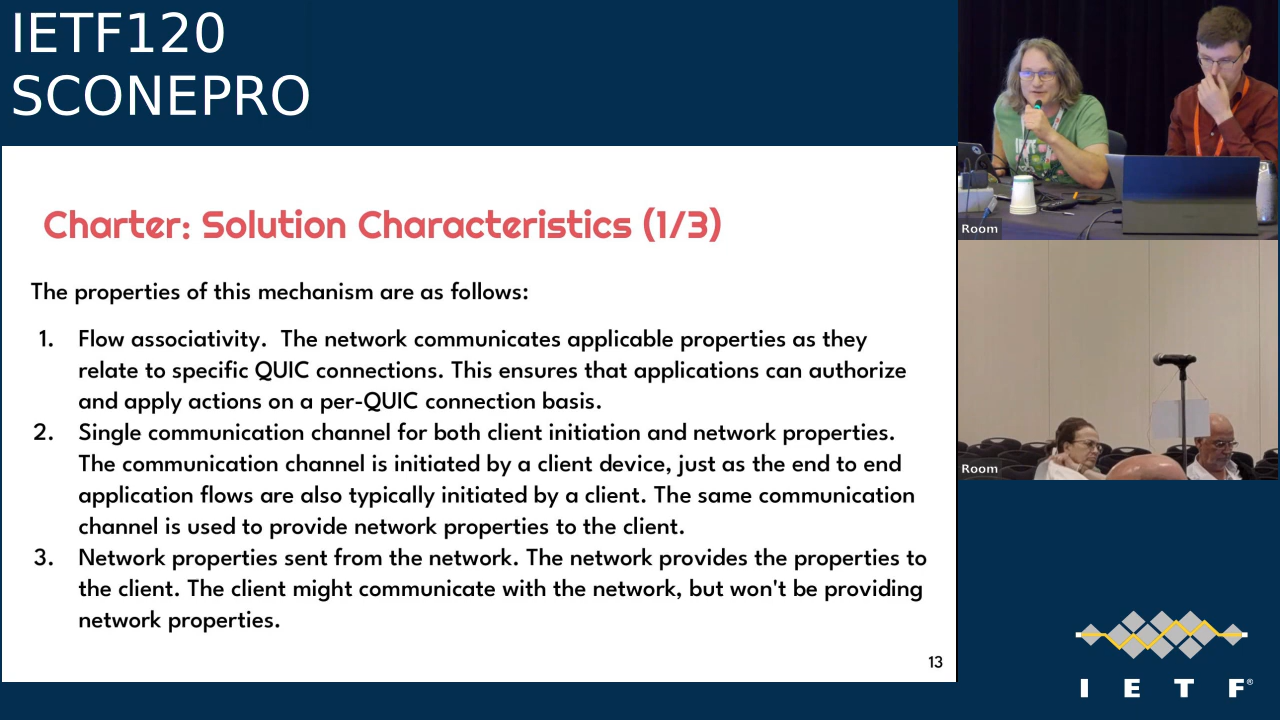 IETF120
SCONEPRO
Charter: Solution Characteristics (1/3)
The properties of this mechanism are as follows:
1. Flow associativity. The network communicates applicable properties as they
relate to specific QUIC connections. This ensures that applications can authorize
and apply actions on a per-QUIC connection basis.
2. Single communication channel for both client initiation and network properties.
The communication channel is initiated by a client device, just as the end to end
application flows are also typically initiated by a client. The same communication
channel is used to provide network properties to the client.
3. Network properties sent from the network. The network provides the properties to
the client. The client might communicate with the network, but won't be providing
network properties.
13
Room
Room
I E T F®